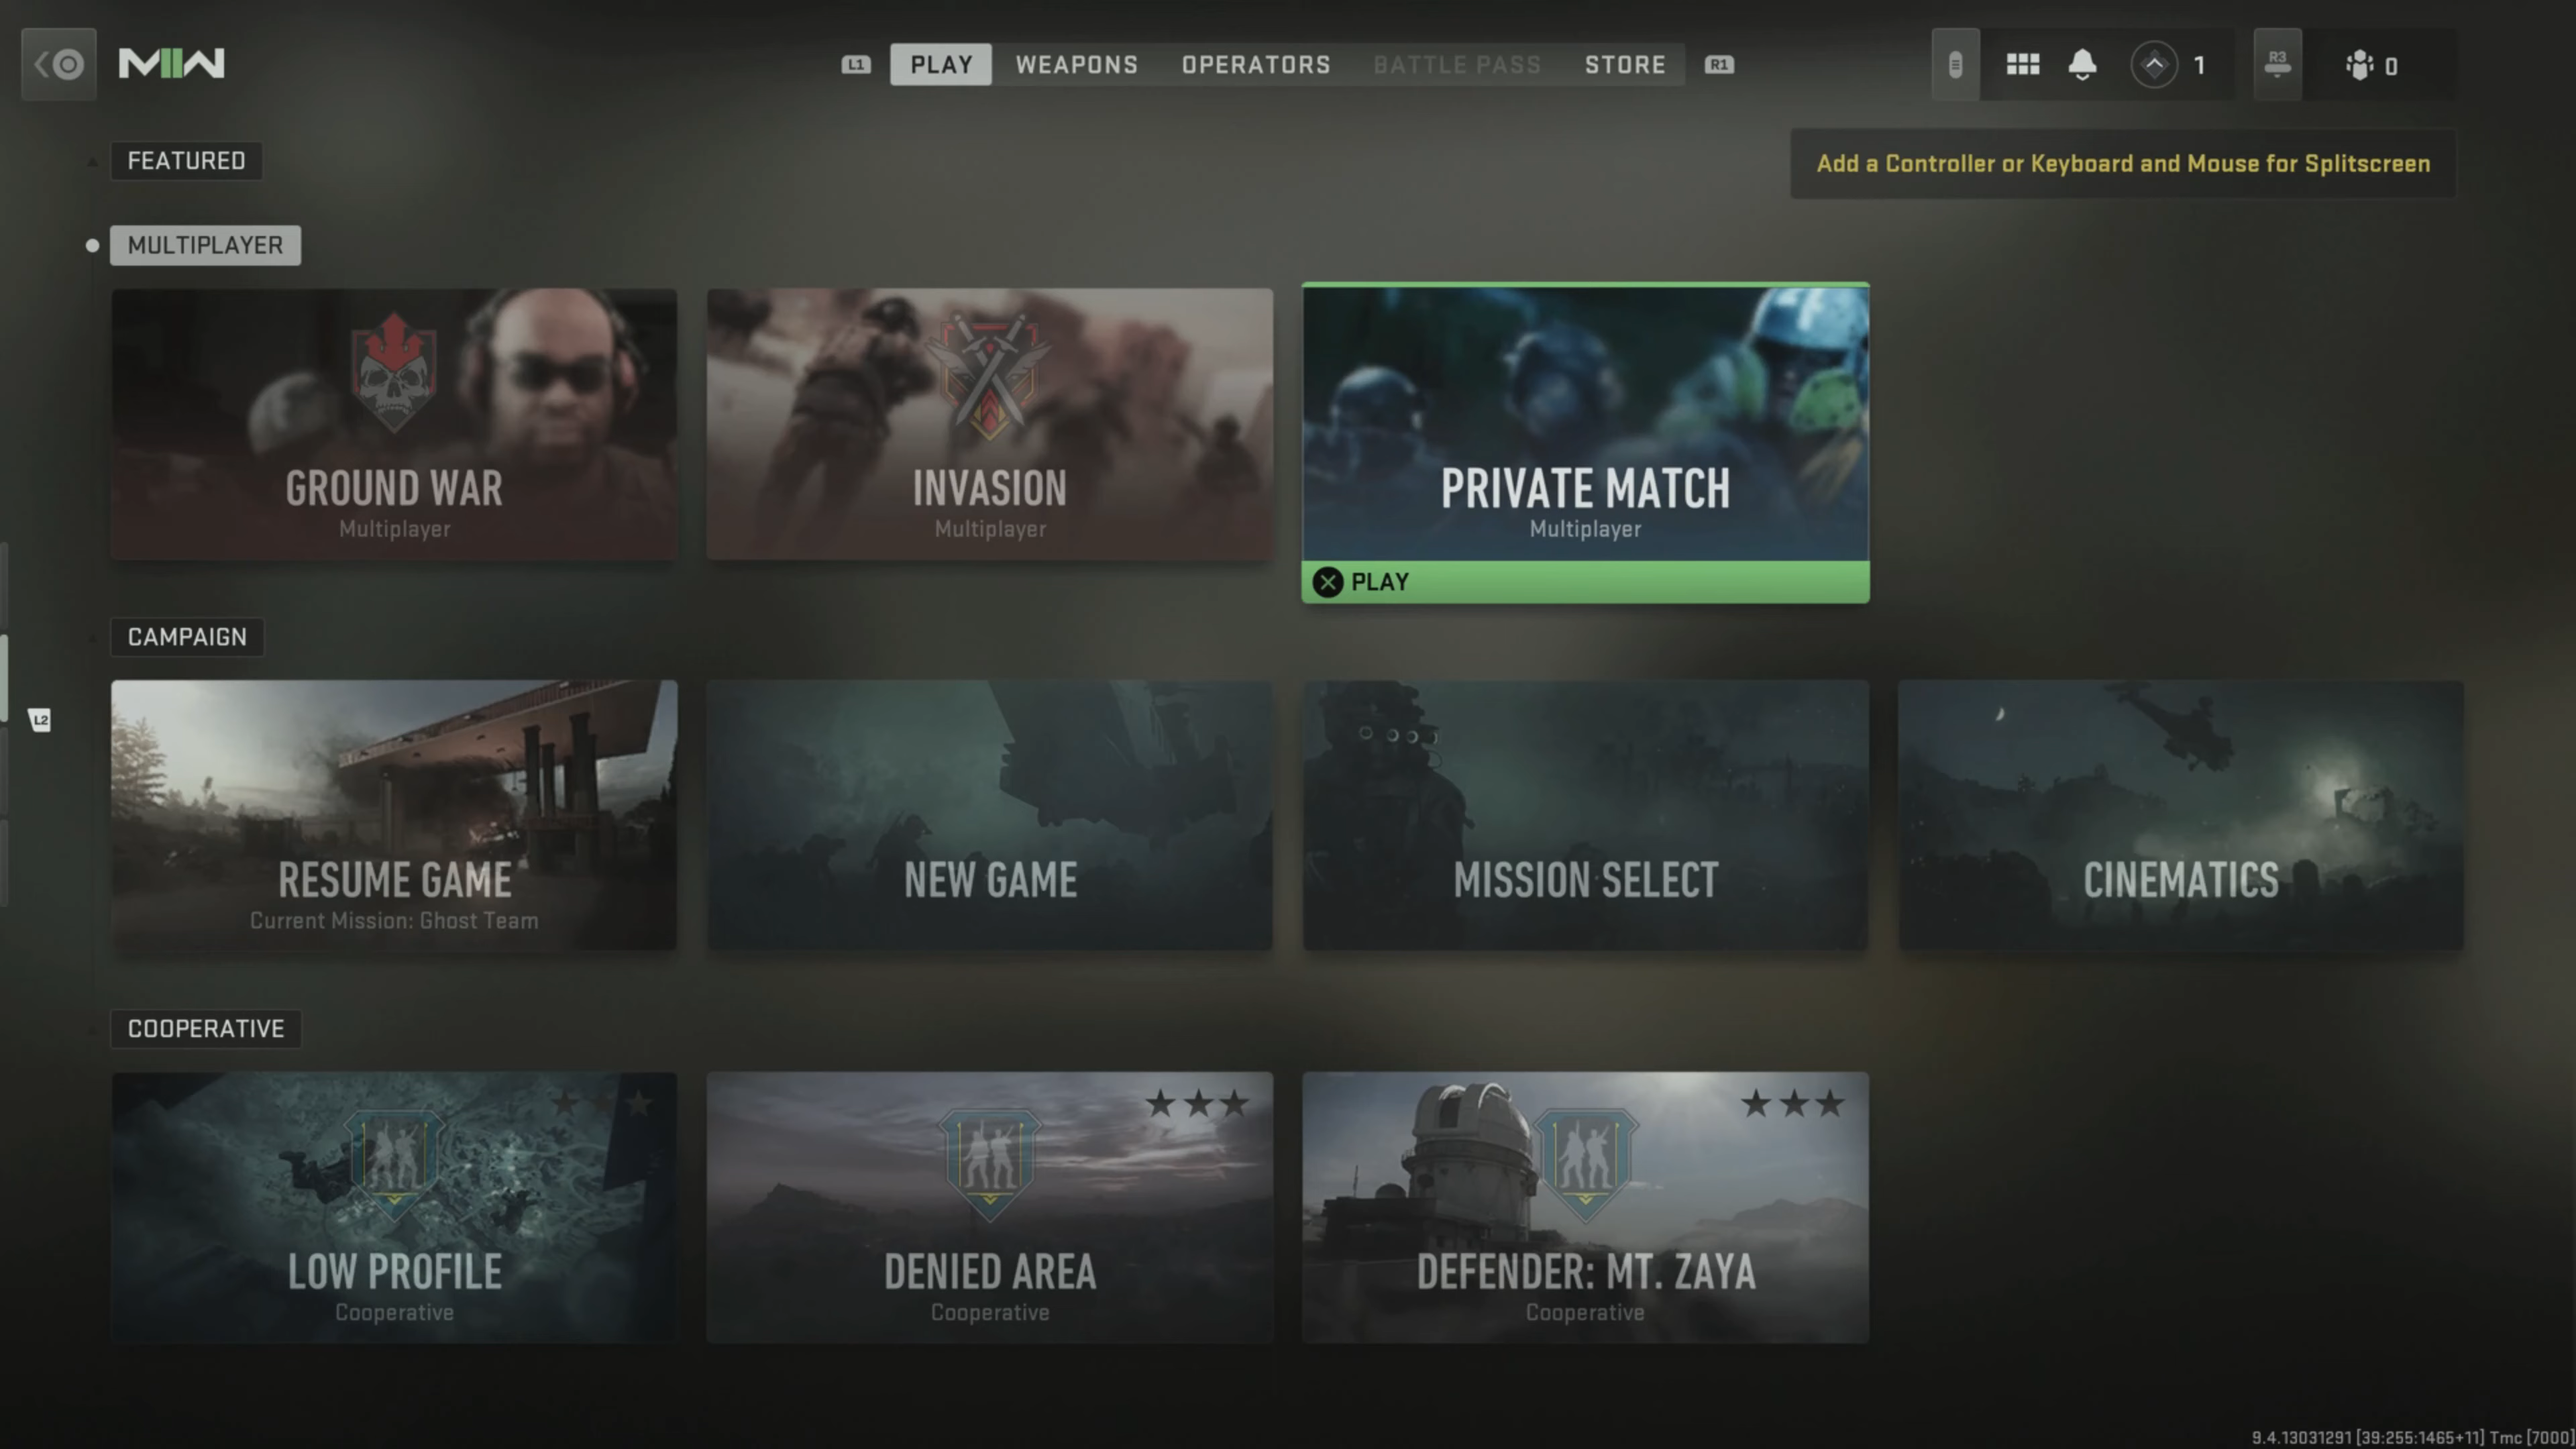 MIIW
L1 PLAY WEAPONS OPERATORS BATTLE PASS STORE R1
1
R3
0
FEATURED
Add a Controller or Keyboard and Mouse for Splitscreen
MULTIPLAYER
GROUND WAR
Multiplayer
INVASION
Multiplayer
PRIVATE MATCH
Multiplayer
PLAY
CAMPAIGN
L2
RESUME GAME
Current Mission: Ghost Team
NEW GAME
MISSION SELECT
CINEMATICS
COOPERATIVE
LOW PROFILE
Cooperative
DENIED AREA
Cooperative
DEFENDER: MT. ZAYA
Cooperative
9.4.13031291 [39:255:1465+11] Tmc [7000]